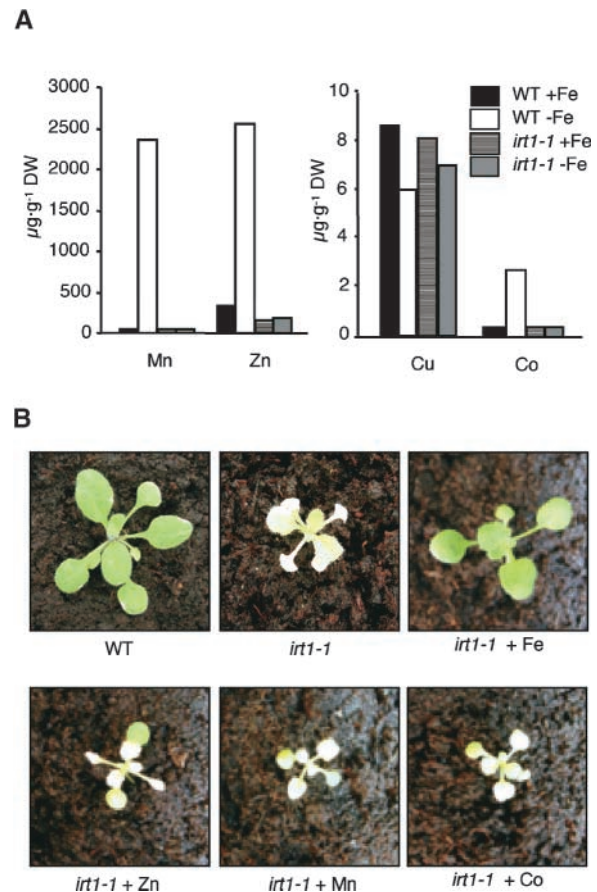 A
3000
2500
2000
1500
1000
500
0
µg·g⁻¹ DW
Mn Zn
10
8
6
4
2
0
µg·g⁻¹ DW
Cu Co
WT +Fe
WT -Fe
irt1-1 +Fe
irt1-1 -Fe
B
WT irt1-1 irt1-1 + Fe
irt1-1 + Zn irt1-1 + Mn irt1-1 + Co